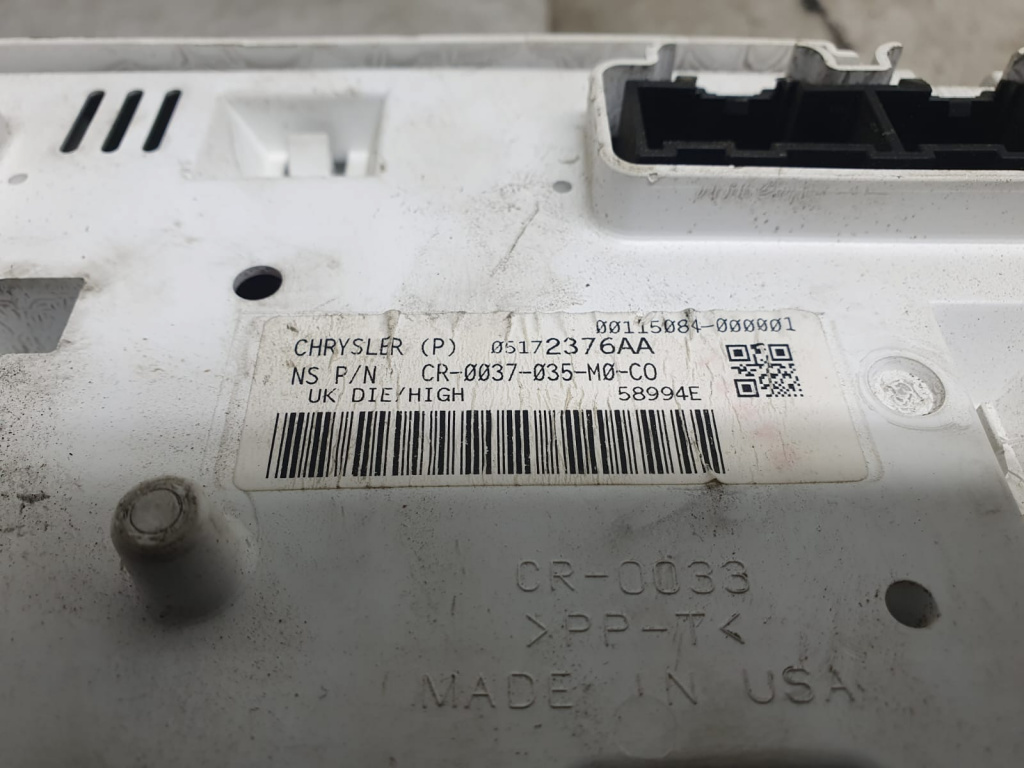 00115084-000001
CHRYSLER (P) 05172376AA
NS P/N CR-0037-035-M0-CO
UK DIE/HIGH 58994E
CR-0033
>PP-T<
MADE IN USA